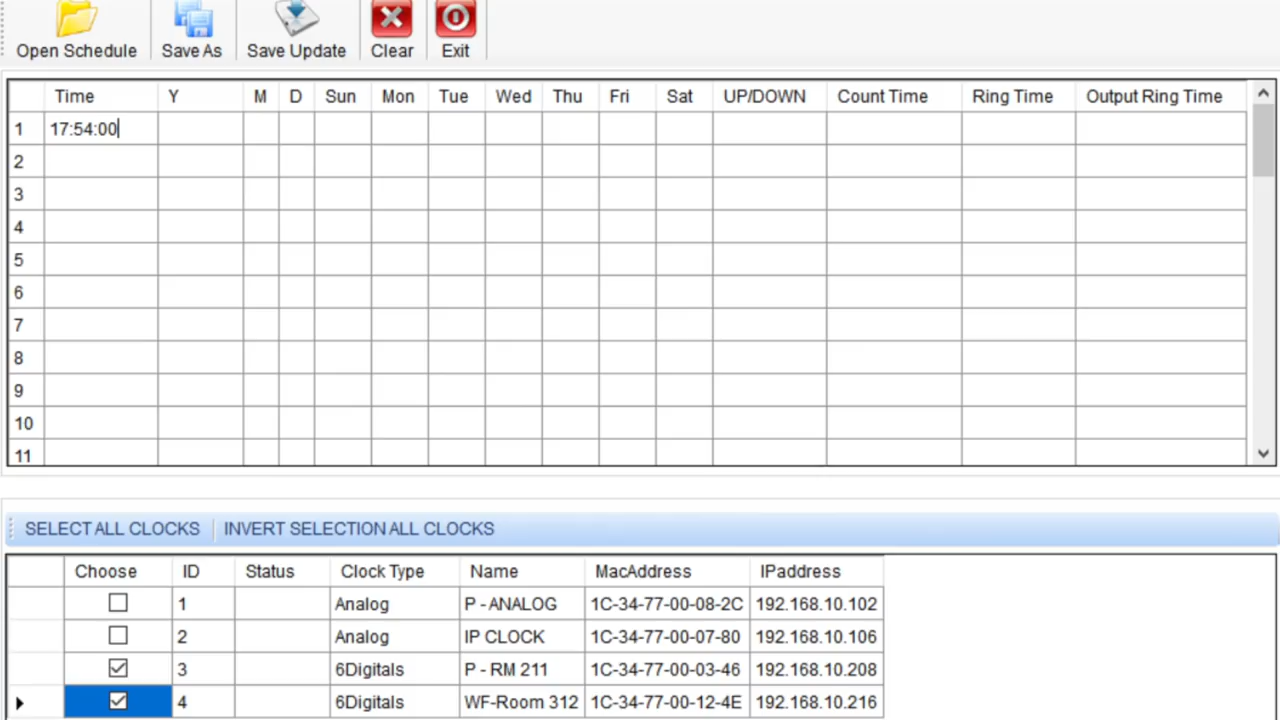 Open Schedule Save As Save Update Clear Exit
Time Y M D Sun Mon Tue Wed Thu Fri Sat UP/DOWN Count Time Ring Time Output Ring Time
1 17:54:00
2
3
4
5
6
7
8
9
10
11
SELECT ALL CLOCKS INVERT SELECTION ALL CLOCKS
Choose ID Status Clock Type Name MacAddress IPaddress
1 Analog P - ANALOG 1C-34-77-00-08-2C 192.168.10.102
2 Analog IP CLOCK 1C-34-77-00-07-80 192.168.10.106
3 6Digitals P - RM 211 1C-34-77-00-03-46 192.168.10.208
4 6Digitals WF-Room 312 1C-34-77-00-12-4E 192.168.10.216